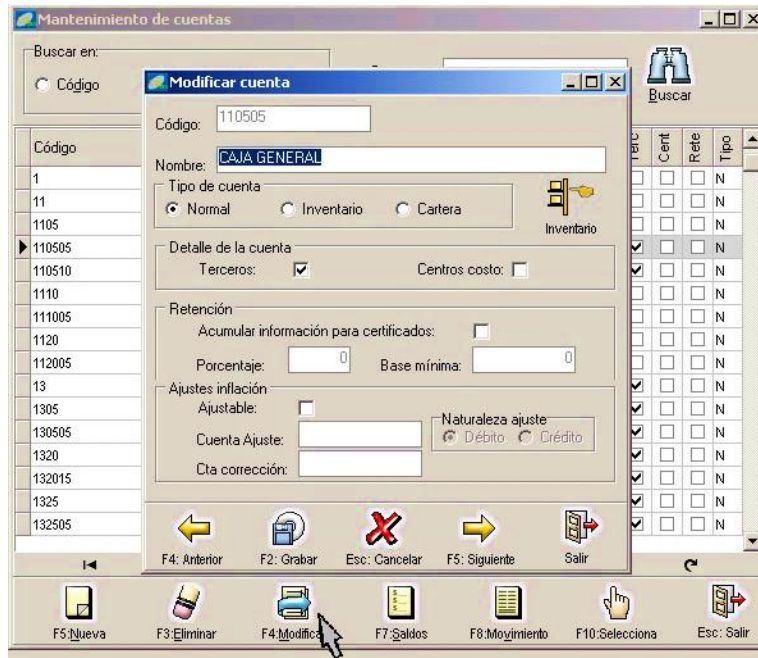 Mantenimiento de cuentas
Buscar en:
Código
Buscar
Modificar cuenta
Código: 110505
Nombre: CAJA GENERAL
Tipo de cuenta
Normal Inventario Cartera
Inventario
Detalle de la cuenta
Terceros: Centros costo:
Retención
Acumular información para certificados:
Porcentaje: 0 Base mínima: 0
Ajustes inflación
Ajustable:
Naturaleza ajuste
Débito Crédito
Cuenta Ajuste:
Cta corrección:
F4: Anterior F2: Grabar Esc: Cancelar F5: Siguiente Salir
Código Cent Rete Tipo
1 N
11 N
1105 N
110505 N
110510 N
1110 N
111005 N
1120 N
112005 N
13 N
1305 N
130505 N
1320 N
132015 N
1325 N
132505 N
F5:Nueva F3:Eliminar F4:Modifica F7:Saldos F8:Movimiento F10:Selecciona Esc: Salir